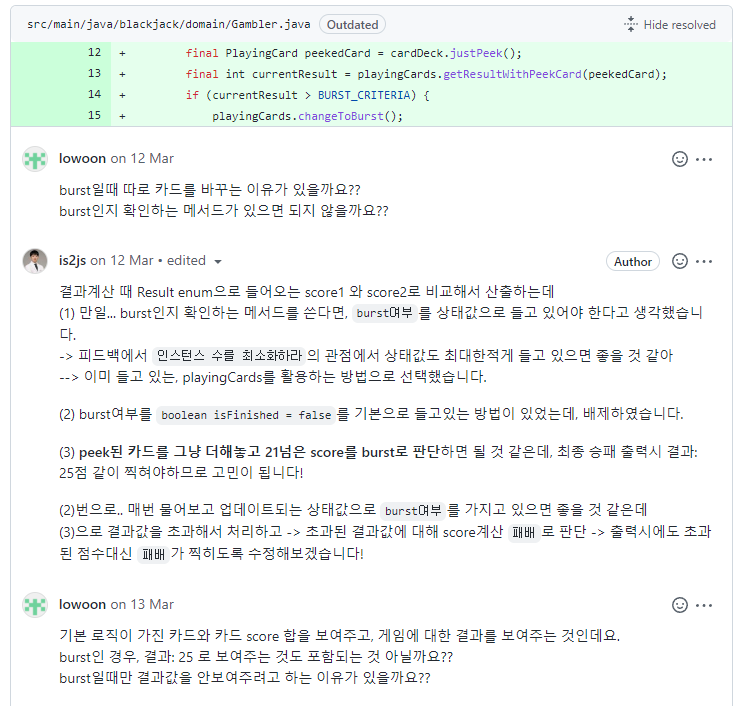 src/main/java/blackjack/domain/Gambler.java Outdated Hide resolved
12 + final PlayingCard peekedCard = cardDeck.justPeek();
13 + final int currentResult = playingCards.getResultWithPeekCard(peekedCard);
14 + if (currentResult > BURST_CRITERIA) {
15 + playingCards.changeToBurst();
lowoon on 12 Mar
burst일때 따로 카드를 바꾸는 이유가 있을까요??
burst인지 확인하는 메서드가 있으면 되지 않을까요??
is2js on 12 Mar • edited Author
결과계산 때 Result enum으로 들어오는 score1 와 score2로 비교해서 산출하는데
(1) 만일... burst인지 확인하는 메서드를 쓴다면, burst여부 를 상태값으로 들고 있어야 한다고 생각했습니
다.
-> 피드백에서 인스턴스 수를 최소화하라 의 관점에서 상태값도 최대한적게 들고 있으면 좋을 것 같아
--> 이미 들고 있는, playingCards를 활용하는 방법으로 선택했습니다.
(2) burst여부를 boolean isFinished = false 를 기본으로 들고있는 방법이 있었는데, 배제하였습니다.
(3) peek된 카드를 그냥 더해놓고 21넘은 score를 burst로 판단하면 될 것 같은데, 최종 승패 출력시 결과:
25점 같이 찍혀야하므로 고민이 됩니다!
(2)번으로.. 매번 물어보고 업데이트되는 상태값으로 burst여부 를 가지고 있으면 좋을 것 같은데
(3)으로 결과값을 초과해서 처리하고 -> 초과된 결과값에 대해 score계산 패배 로 판단 -> 출력시에도 초과
된 점수대신 패배 가 찍히도록 수정해보겠습니다!
lowoon on 13 Mar
기본 로직이 가진 카드와 카드 score 합을 보여주고, 게임에 대한 결과를 보여주는 것인데요.
burst인 경우, 결과: 25 로 보여주는 것도 포함되는 것 아닐까요??
burst일때만 결과값을 안보여주려고 하는 이유가 있을까요??